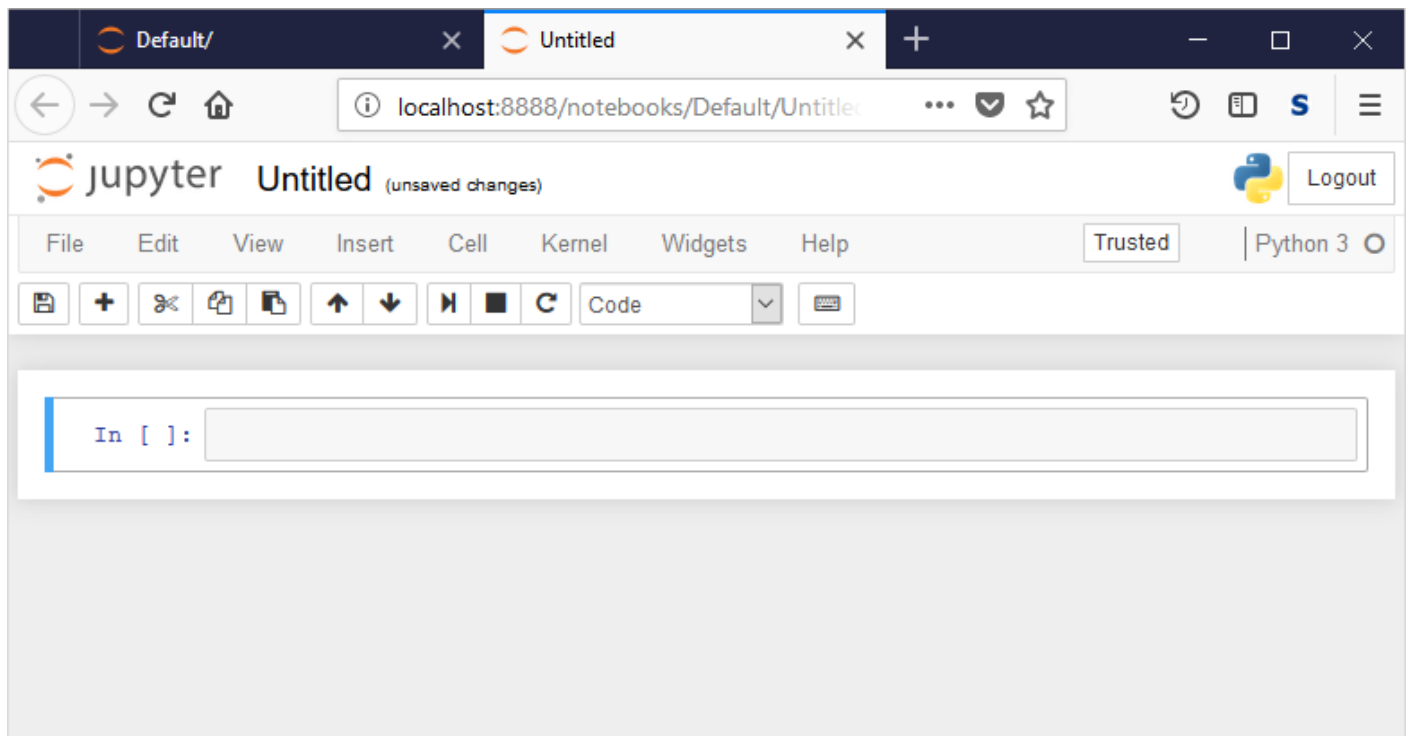 Default/ Untitled
localhost:8888/notebooks/Default/Untitled
jupyter Untitled (unsaved changes) Logout
File Edit View Insert Cell Kernel Widgets Help Trusted Python 3
Code
In [ ]: